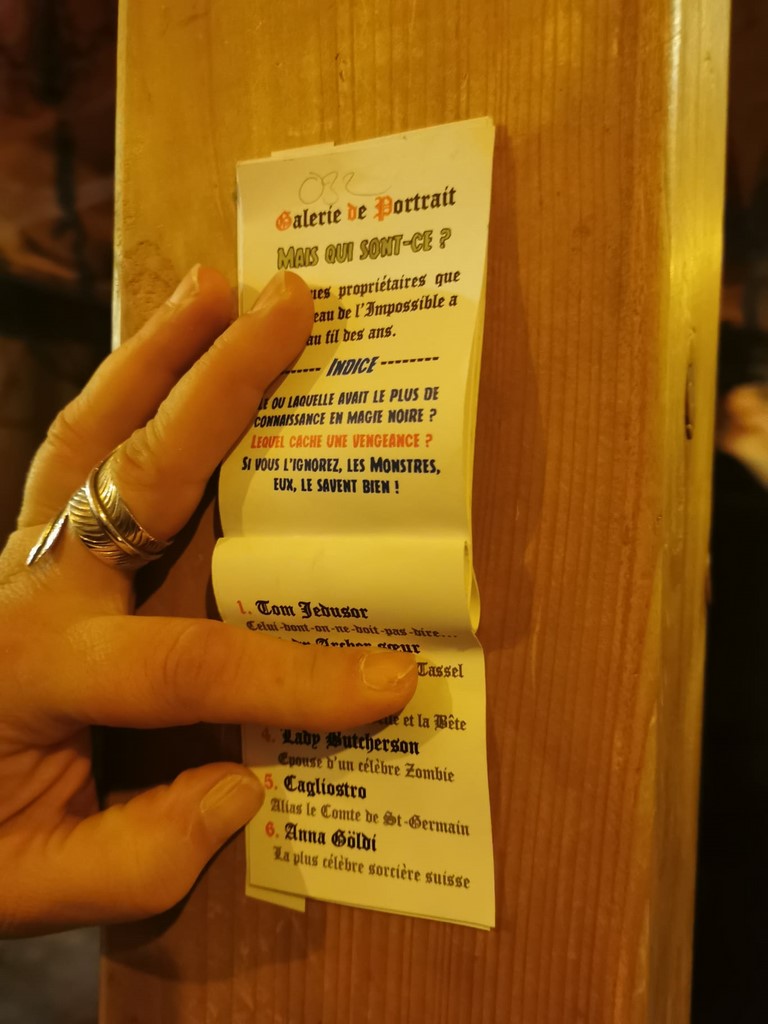 032
Galerie de Portrait
MAIS QUI SONT-CE ?
propriétaires que
de l'Impossible a
au fil des ans.
------ INDICE --------
OU LAQUELLE AVAIT LE PLUS DE
CONNAISSANCE EN MAGIE NOIRE ?
LEQUEL CACHE UNE VENGEANCE ?
SI VOUS L'IGNOREZ, LES MONSTRES,
EUX, LE SAVENT BIEN !
1. Tom Jedusor
Celui-dont-on-ne-doit-pas-dire...
Archer sœur
Tassel
et la Bête
4. Lady Butcherson
Epouse d'un célèbre Zombie
5. Cagliostro
Alias le Comte de St-Germain
6. Anna Göldi
La plus célèbre sorcière suisse